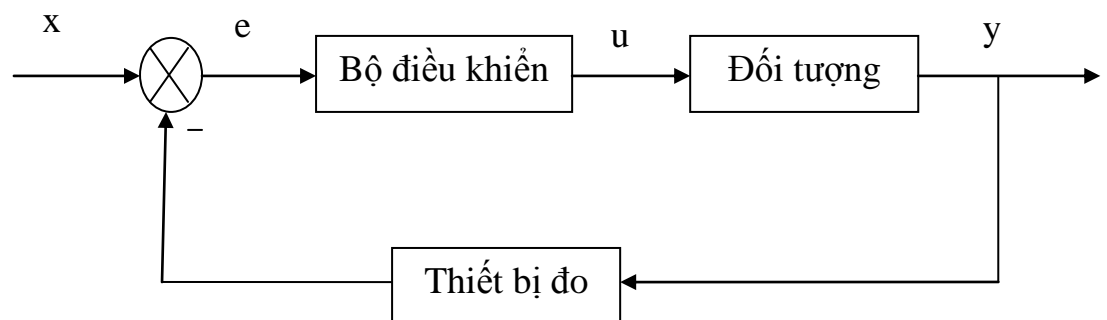 x
e
Bộ điều khiển
u
Đối tượng
y
−
Thiết bị đo